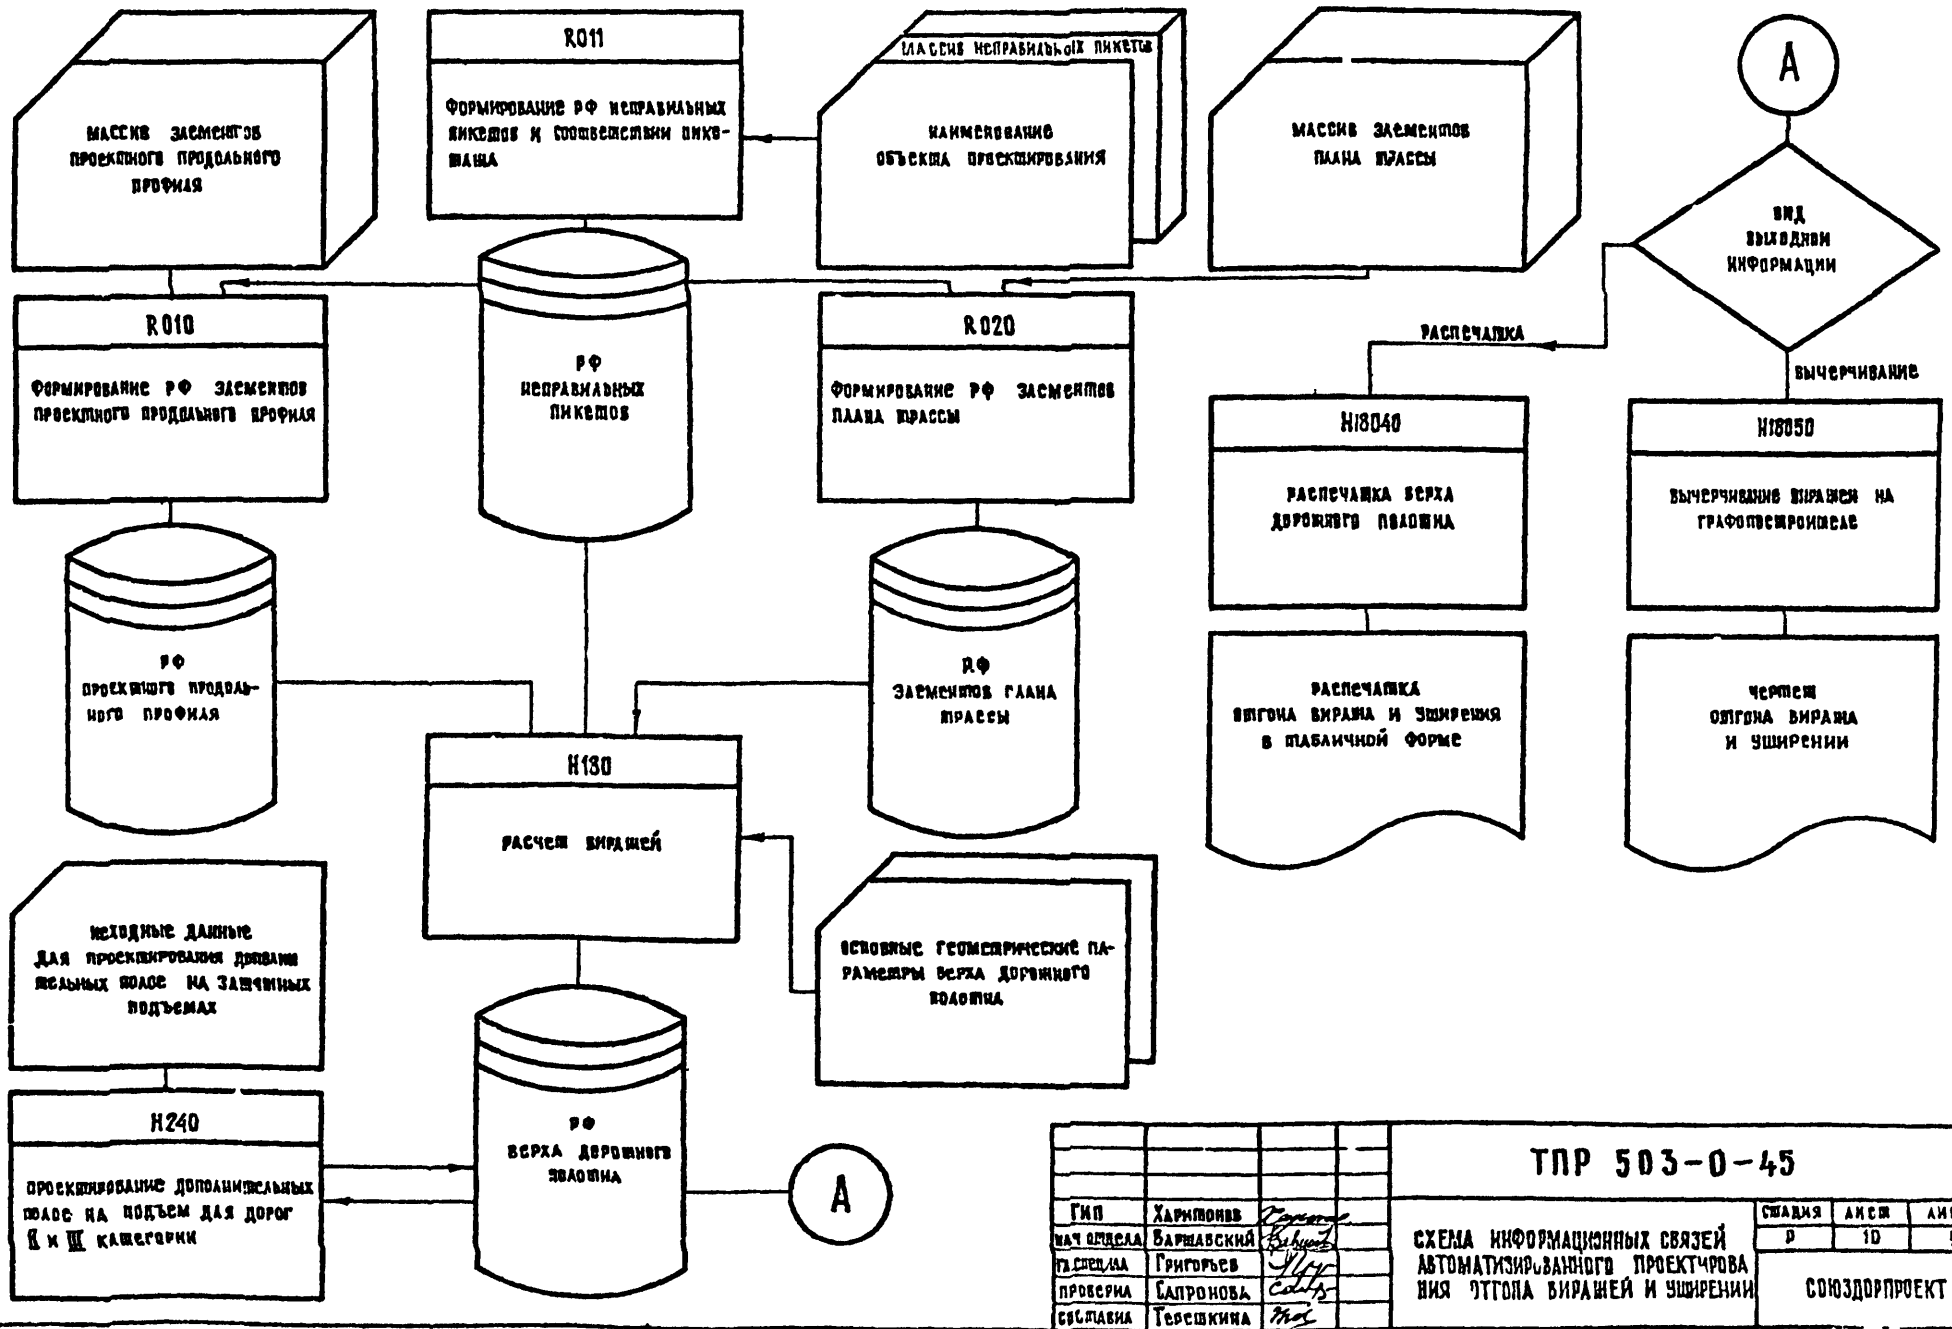 МАССИВ ЭЛЕМЕНТОВ
ПРОЕКТНОГО ПРОДОЛЬНОГО
ПРОФИЛЯ
R011
ФОРМИРОВАНИЕ РФ НЕПРАВИЛЬНЫХ
ПИКЕТОВ И СООТВЕТСТВИИ ПИКЕ-
ТАЖА
МАССИВ НЕПРАВИЛЬНЫХ ПИКЕТОВ
НАИМЕНОВАНИЕ
ОБЪЕКТА ПРОЕКТИРОВАНИЯ
МАССИВ ЭЛЕМЕНТОВ
ПЛАНА ТРАССЫ
А
ВИД
ВЫХОДНОЙ
ИНФОРМАЦИИ
РАСПЕЧАТКА
ВЫЧЕРЧИВАНИЕ
R010
ФОРМИРОВАНИЕ РФ ЭЛЕМЕНТОВ
ПРОЕКТНОГО ПРОДОЛЬНОГО ПРОФИЛЯ
РФ
НЕПРАВИЛЬНЫХ
ПИКЕТОВ
R020
ФОРМИРОВАНИЕ РФ ЭЛЕМЕНТОВ
ПЛАНА ТРАССЫ
Н18040
РАСПЕЧАТКА ВЕРХА
ДОРОЖНОГО ПОЛОТНА
Н18050
ВЫЧЕРЧИВАНИЕ ВИРАЖЕЙ НА
ГРАФОПОСТРОИТЕЛЕ
РФ
ПРОЕКТНОГО ПРОДОЛЬ-
НОГО ПРОФИЛЯ
РФ
ЭЛЕМЕНТОВ ПЛАНА
ТРАССЫ
РАСПЕЧАТКА
ОТГОНА ВИРАЖА И УШИРЕНИЯ
В ТАБЛИЧНОЙ ФОРМЕ
ЧЕРТЕЖ
ОТГОНА ВИРАЖА
И УШИРЕНИИ
Н180
РАСЧЕТ ВИРАЖЕЙ
ИСХОДНЫЕ ДАННЫЕ
ДЛЯ ПРОЕКТИРОВАНИЯ ДОПОЛНИ
ТЕЛЬНЫХ ПОЛОС НА ЗАТЯЖНЫХ
ПОДЪЕМАХ
ОСНОВНЫЕ ГЕОМЕТРИЧЕСКИЕ ПА-
РАМЕТРЫ ВЕРХА ДОРОЖНОГО
ПОЛОТНА
Н240
ПРОЕКТИРОВАНИЕ ДОПОЛНИТЕЛЬНЫХ
ПОЛОС НА ПОДЪЕМ ДЛЯ ДОРОГ
II И III КАТЕГОРИИ
РФ
ВЕРХА ДОРОЖНОГО
ПОЛОТНА
А
ТПР 503-0-45
ГИП ХАРИТОНОВ
НАЧ ОТДЕЛА ВАРШАВСКИЙ
ГЛ.СПЕЦ. ГРИГОРЬЕВ
ПРОВЕРИЛ САПРОНОВА
СОСТАВИЛ ТЕРЕШКИНА
СХЕМА ИНФОРМАЦИОННЫХ СВЯЗЕЙ
АВТОМАТИЗИРОВАННОГО ПРОЕКТИРОВА
НИЯ ОТГОНА ВИРАЖЕЙ И УШИРЕНИИ
СТАДИЯ ЛИСТ
Р 10
СОЮЗДОРПРОЕКТ